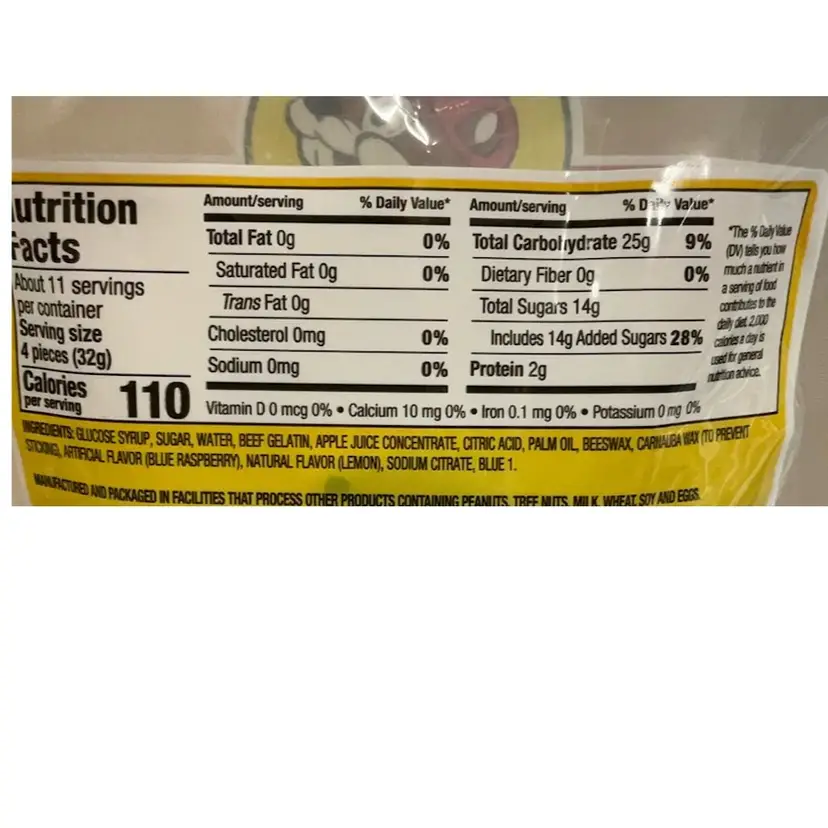 utrition
Facts
About 11 servings
per container
Serving size
4 pieces (32g)
Calories
per serving
110
Amount/serving % Daily Value*
Total Fat 0g 0%
Saturated Fat 0g 0%
Trans Fat 0g
Cholesterol 0mg 0%
Sodium 0mg 0%
Amount/serving % Daily Value*
Total Carbohydrate 25g 9%
Dietary Fiber 0g 0%
Total Sugars 14g
Includes 14g Added Sugars 28%
Protein 2g
Vitamin D 0 mcg 0% • Calcium 10 mg 0% • Iron 0.1 mg 0% • Potassium 0 mg 0%
*The % Daily Value
(DV) tells you how
much a nutrient in
a serving of food
contributes to the
daily diet. 2,000
calories a day is
used for general
nutrition advice.
INGREDIENTS: GLUCOSE SYRUP, SUGAR, WATER, BEEF GELATIN, APPLE JUICE CONCENTRATE, CITRIC ACID, PALM OIL, BEESWAX, CARNAUBA WAX (TO PREVENT
STICKING), ARTIFICIAL FLAVOR (BLUE RASPBERRY), NATURAL FLAVOR (LEMON), SODIUM CITRATE, BLUE 1.
MANUFACTURED AND PACKAGED IN FACILITIES THAT PROCESS OTHER PRODUCTS CONTAINING PEANUTS, TREE NUTS, MILK, WHEAT, SOY AND EGGS.